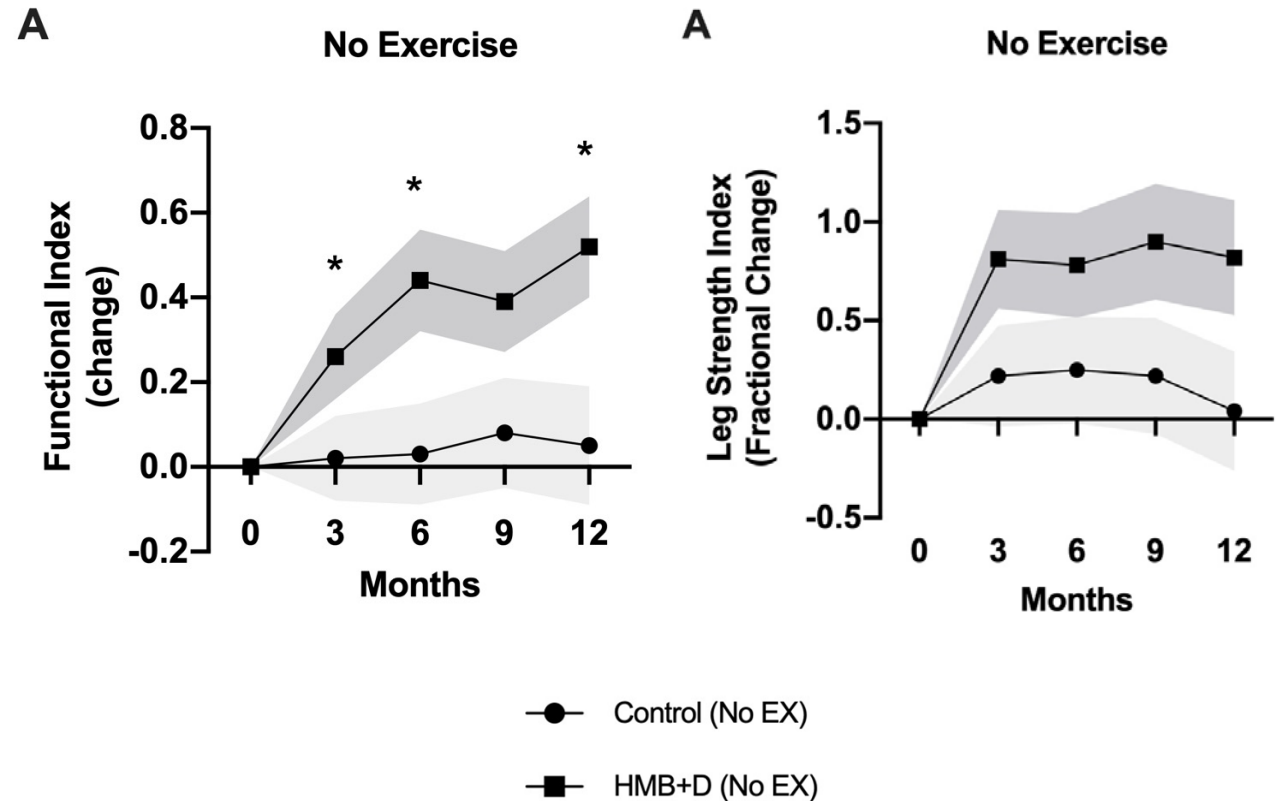 A
No Exercise
Functional Index
(change)
0.8
0.6
0.4
0.2
0.0
-0.2
*
*
*
0 3 6 9 12
Months
A
No Exercise
Leg Strength Index
(Fractional Change)
1.5
1.0
0.5
0.0
-0.5
0 3 6 9 12
Months
Control (No EX)
HMB+D (No EX)